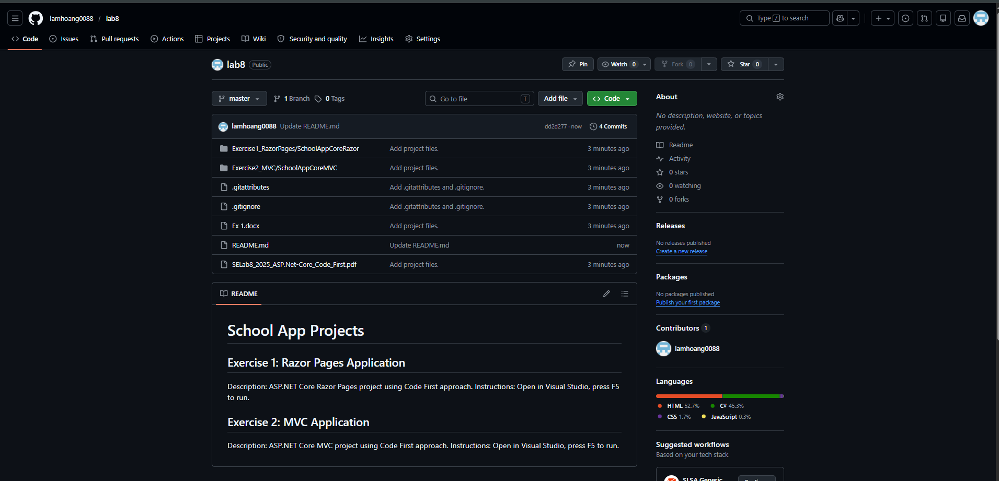 lamhoang0088 / lab8
Type / to search
Code Issues Pull requests Actions Projects Wiki Security and quality Insights Settings
lab8 Public
Pin Watch 0 Fork 0 Star 0
master 1 Branch 0 Tags Go to file T Add file Code
lamhoang0088 Update README.md dd2d277 · now 4 Commits
Exercise1_RazorPages/SchoolAppCoreRazor Add project files. 3 minutes ago
Exercise2_MVC/SchoolAppCoreMVC Add project files. 3 minutes ago
.gitattributes Add .gitattributes and .gitignore. 3 minutes ago
.gitignore Add .gitattributes and .gitignore. 3 minutes ago
Ex 1.docx Add project files. 3 minutes ago
README.md Update README.md now
SELab8_2025_ASP.Net-Core_Code_First.pdf Add project files. 3 minutes ago
README
School App Projects
Exercise 1: Razor Pages Application
Description: ASP.NET Core Razor Pages project using Code First approach. Instructions: Open in Visual Studio, press F5
to run.
Exercise 2: MVC Application
Description: ASP.NET Core MVC project using Code First approach. Instructions: Open in Visual Studio, press F5 to run.
About
No description, website, or topics
provided.
Readme
Activity
0 stars
0 watching
0 forks
Releases
No releases published
Create a new release
Packages
No packages published
Publish your first package
Contributors 1
lamhoang0088
Languages
HTML 52.7% C# 45.3%
CSS 1.7% JavaScript 0.3%
Suggested workflows
Based on your tech stack
SLSA Generic